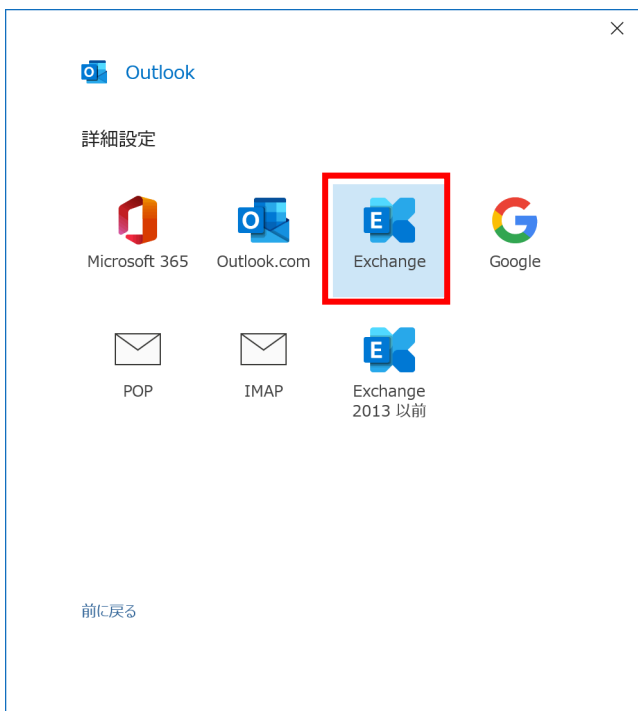 Outlook
詳細設定
Microsoft 365
Outlook.com
Exchange
Google
POP
IMAP
Exchange
2013 以前
前に戻る